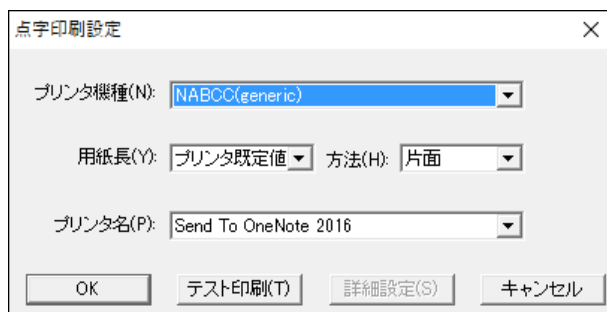 点字印刷設定
プリンタ機種(N): NABCC(generic)
用紙長(Y): プリンタ既定値 方法(H): 片面
プリンタ名(P): Send To OneNote 2016
OK テスト印刷(T) 詳細設定(S) キャンセル